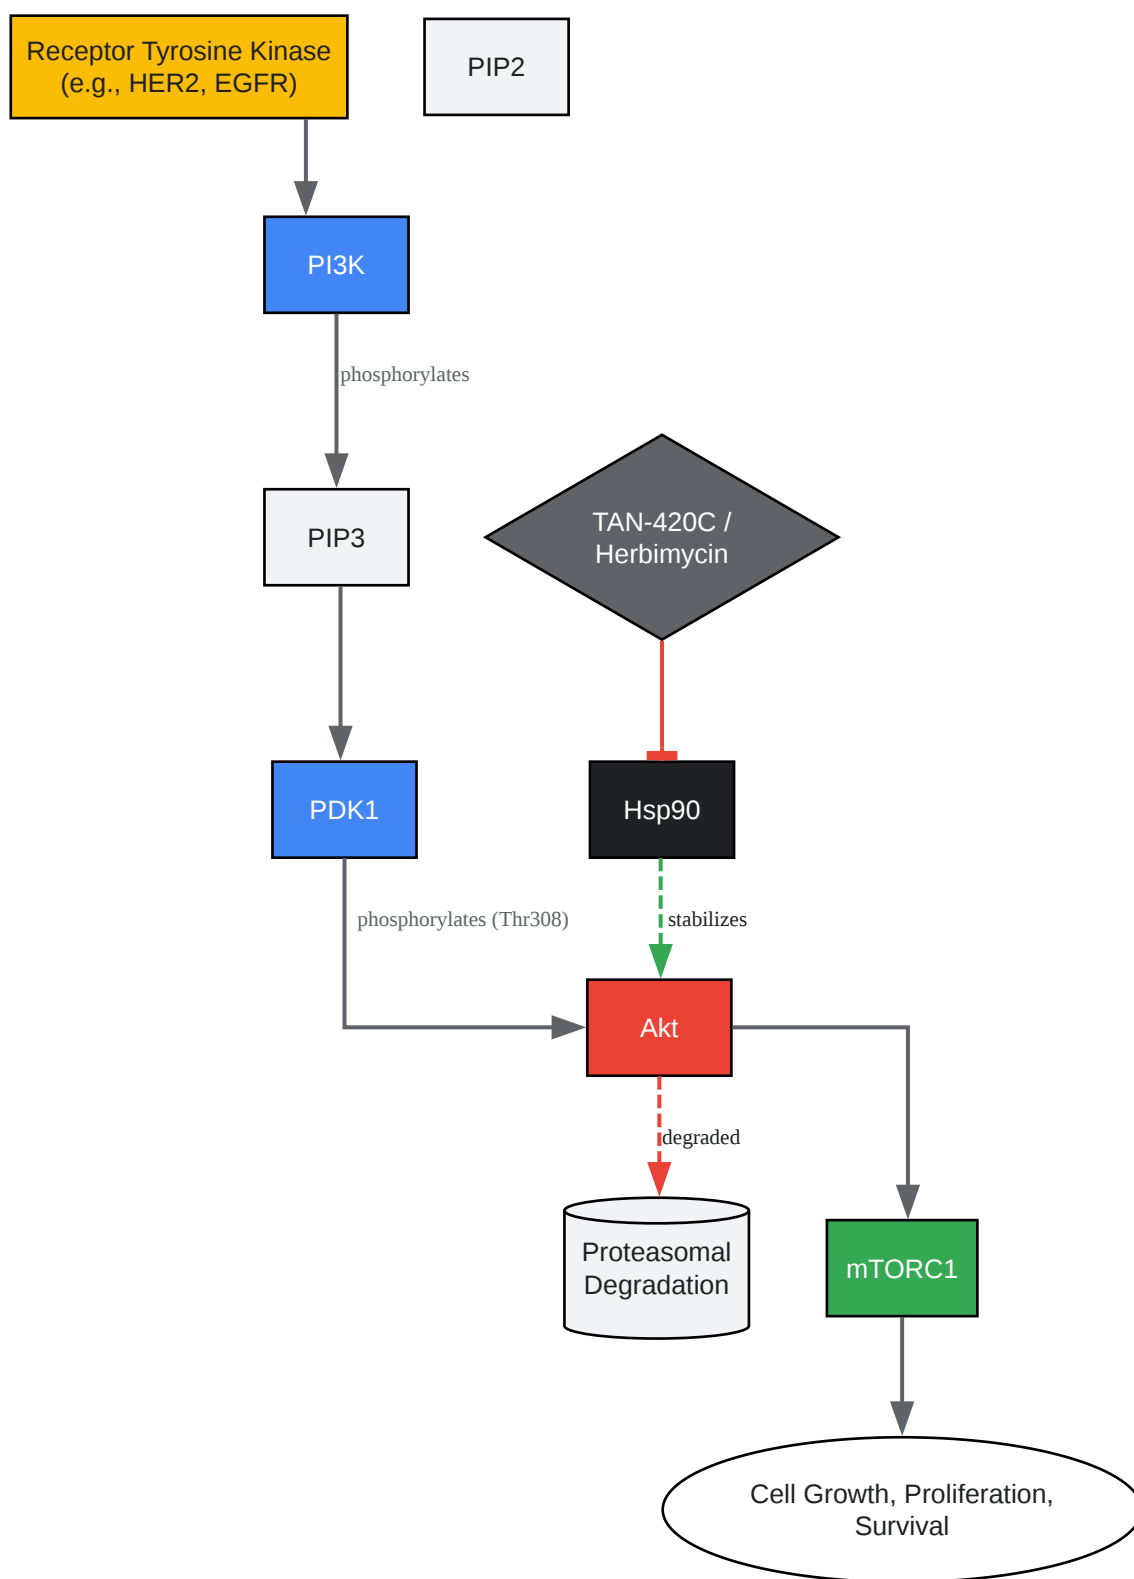 Receptor Tyrosine Kinase
(e.g., HER2, EGFR)
PIP2
PI3K
phosphorylates
PIP3
TAN-420C /
Herbimycin
PDK1
Hsp90
phosphorylates (Thr308)
stabilizes
Akt
degraded
Proteasomal
Degradation
mTORC1
Cell Growth, Proliferation,
Survival